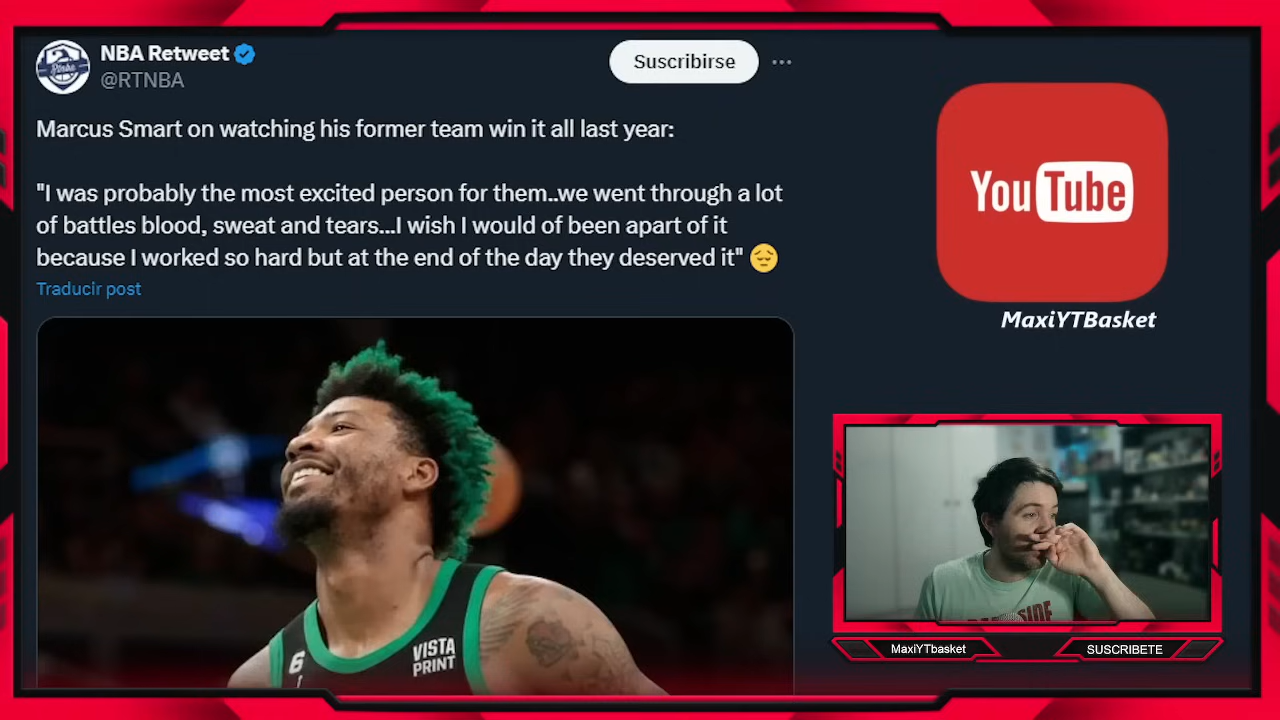 NBA Retweet
@RTNBA
Suscribirse
Marcus Smart on watching his former team win it all last year:
"I was probably the most excited person for them..we went through a lot
of battles blood, sweat and tears...I wish I would of been apart of it
because I worked so hard but at the end of the day they deserved it" 😔
Traducir post
YouTube
MaxiYTBasket
VISTA
PRINT
6
MaxiYTbasket
SUSCRIBETE